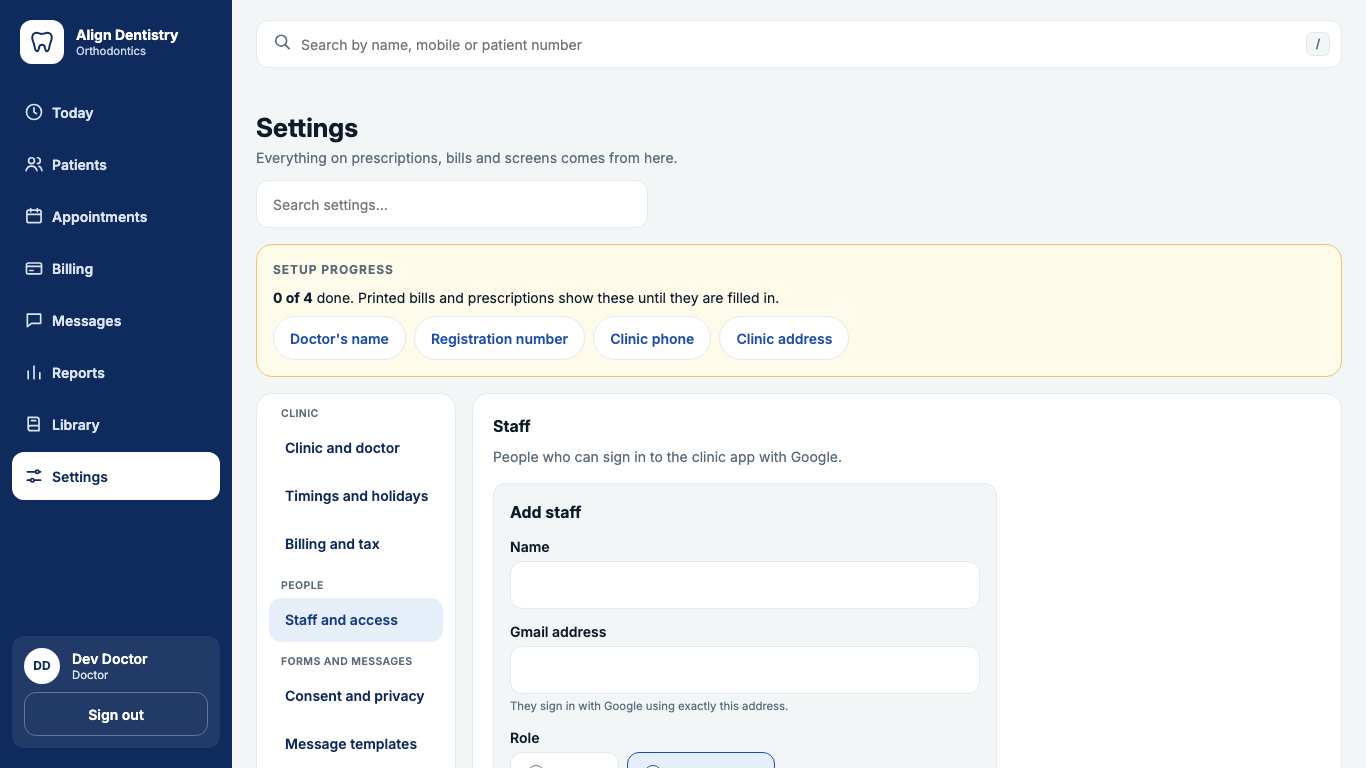 Align Dentistry
Orthodontics
Today
Patients
Appointments
Billing
Messages
Reports
Library
Settings
DD
Dev Doctor
Doctor
Sign out
Search by name, mobile or patient number
/
Settings
Everything on prescriptions, bills and screens comes from here.
Search settings...
SETUP PROGRESS
0 of 4 done. Printed bills and prescriptions show these until they are filled in.
Doctor's name
Registration number
Clinic phone
Clinic address
CLINIC
Clinic and doctor
Timings and holidays
Billing and tax
PEOPLE
Staff and access
FORMS AND MESSAGES
Consent and privacy
Message templates
Staff
People who can sign in to the clinic app with Google.
Add staff
Name
Gmail address
They sign in with Google using exactly this address.
Role